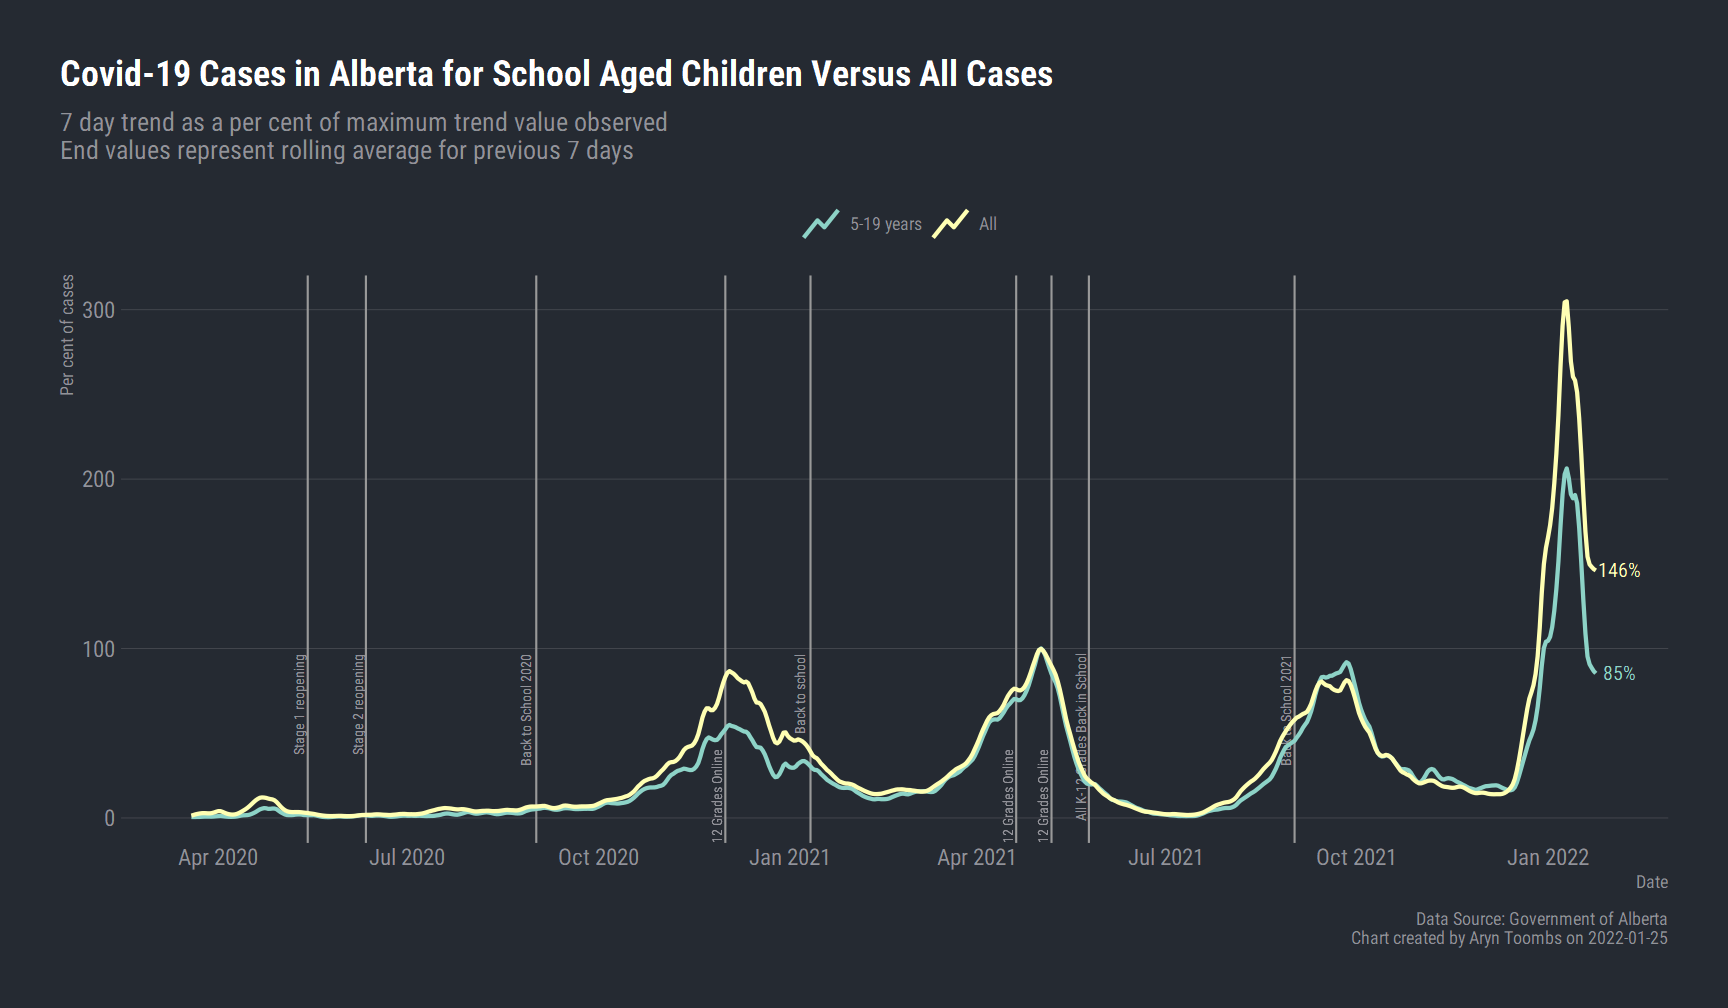 Covid-19 Cases in Alberta for School Aged Children Versus All Cases
7 day trend as a per cent of maximum trend value observed
End values represent rolling average for previous 7 days
5-19 years
All
Per cent of cases
300
200
100
0
Stage 1 reopening
Stage 2 reopening
Back to School 2020
12 Grades Online
Back to school
12 Grades Online
12 Grades Online
All K-12 Grades Back in School
Back to School 2021
146%
85%
Apr 2020
Jul 2020
Oct 2020
Jan 2021
Apr 2021
Jul 2021
Oct 2021
Jan 2022
Date
Data Source: Government of Alberta
Chart created by Aryn Toombs on 2022-01-25